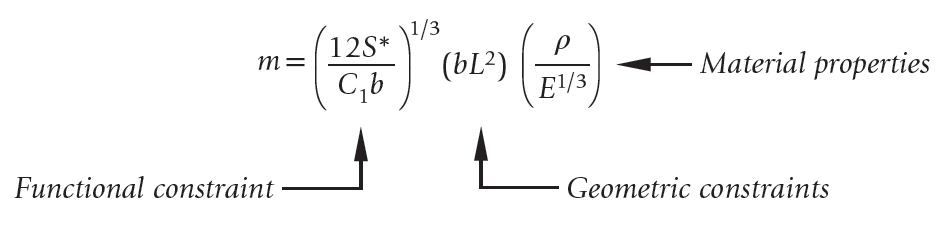 m = (12S*/C₁b)^1/3 (bL²) (ρ/E^1/3)
Material properties
Functional constraint
Geometric constraints